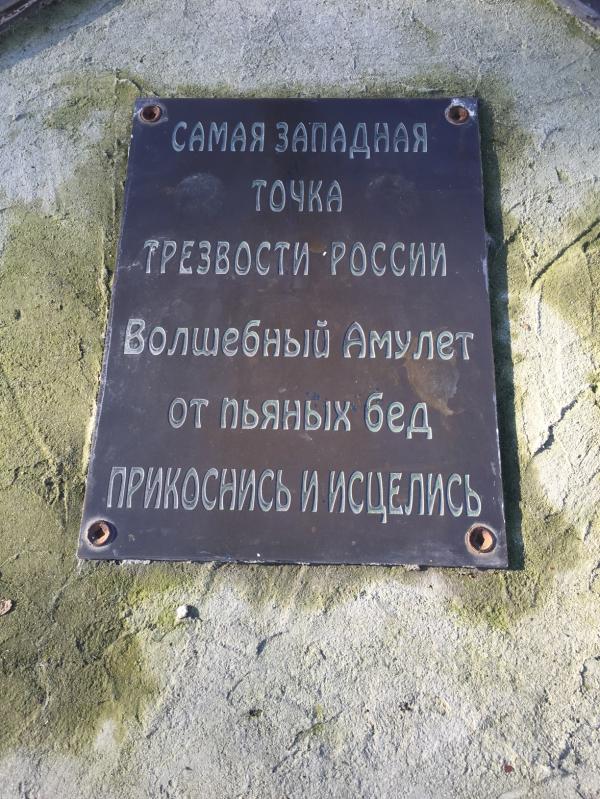 САМАЯ ЗАПАДНАЯ
ТОЧКА
ТРЕЗВОСТИ РОССИИ
Волшебный Амулет
от пьяных бед
ПРИКОСНИСЬ И ИСЦЕЛИСЬ